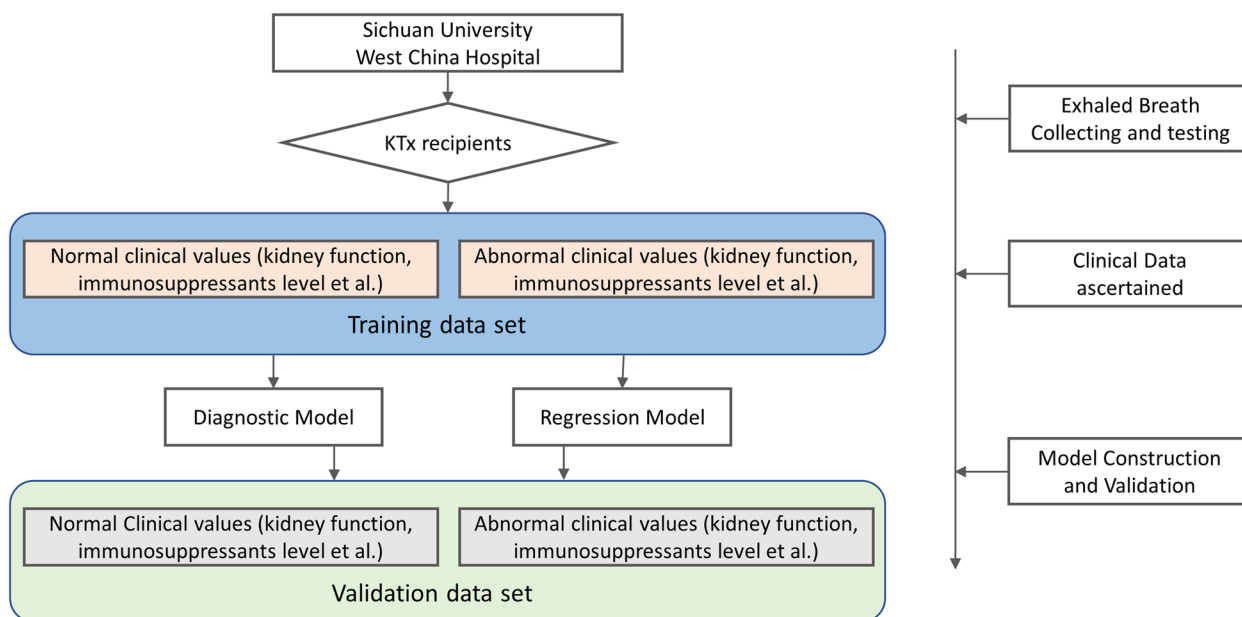 Sichuan University
West China Hospital
KTx recipients
Normal clinical values (kidney function,
immunosuppressants level et al.)
Abnormal clinical values (kidney function,
immunosuppressants level et al.)
Training data set
Diagnostic Model
Regression Model
Normal Clinical values (kidney function,
immunosuppressants level et al.)
Abnormal clinical values (kidney function,
immunosuppressants level et al.)
Validation data set
Exhaled Breath
Collecting and testing
Clinical Data
ascertained
Model Construction
and Validation